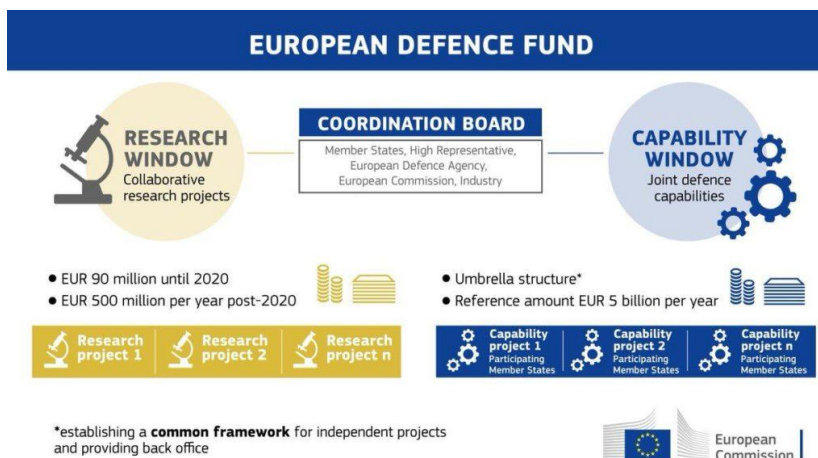 EUROPEAN DEFENCE FUND
RESEARCH
WINDOW
Collaborative
research projects
COORDINATION BOARD
Member States, High Representative,
European Defence Agency,
European Commission, Industry
CAPABILITY
WINDOW
Joint defence
capabilities
● EUR 90 million until 2020
● EUR 500 million per year post-2020
● Umbrella structure*
● Reference amount EUR 5 billion per year
Research
project 1
Research
project 2
Research
project n
Capability
project 1
Participating
Member States
Capability
project 2
Participating
Member States
Capability
project n
Participating
Member States
*establishing a common framework for independent projects
and providing back office
European
Commission